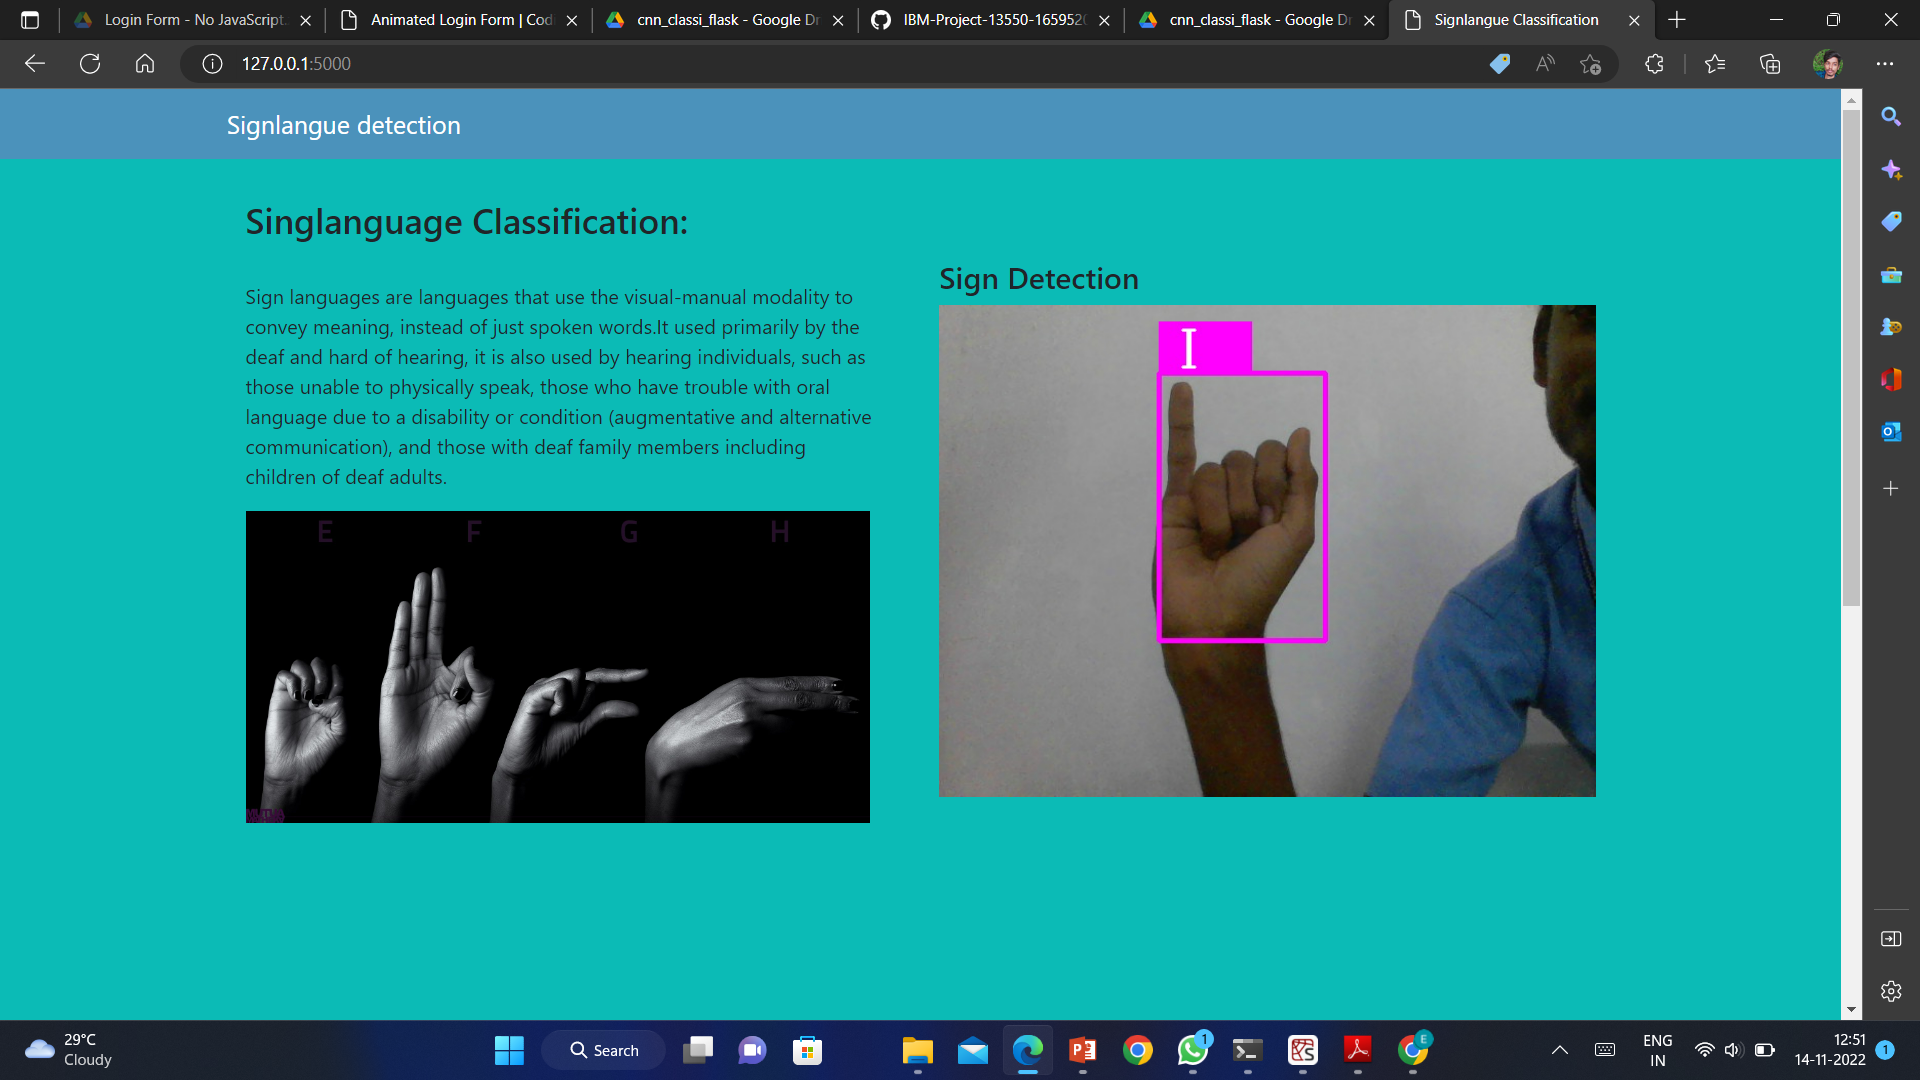 Login Form - No JavaScript.
Animated Login Form | Codi
cnn_classi_flask - Google Dr
IBM-Project-13550-1659520
cnn_classi_flask - Google Dr
Signlangue Classification
127.0.0.1:5000
Signlangue detection
Singlanguage Classification:
Sign languages are languages that use the visual-manual modality to
convey meaning, instead of just spoken words.It used primarily by the
deaf and hard of hearing, it is also used by hearing individuals, such as
those unable to physically speak, those who have trouble with oral
language due to a disability or condition (augmentative and alternative
communication), and those with deaf family members including
children of deaf adults.
E F G H
Sign Detection
I
29°C
Cloudy
Search
1
E
ENG
IN
12:51
14-11-2022
1